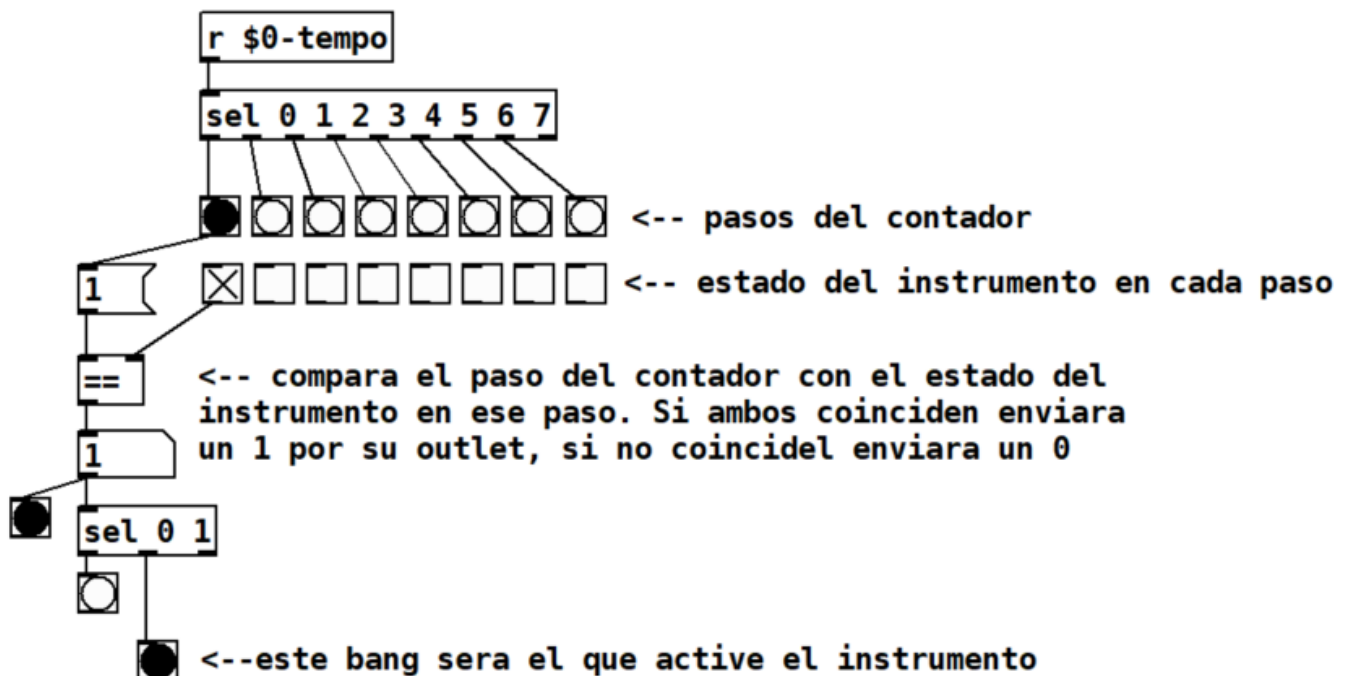 r $0-tempo
sel 0 1 2 3 4 5 6 7
<-- pasos del contador
1
<-- estado del instrumento en cada paso
==
<-- compara el paso del contador con el estado del
instrumento en ese paso. Si ambos coinciden enviara
un 1 por su outlet, si no coincidel enviara un 0
1
sel 0 1
<--este bang sera el que active el instrumento